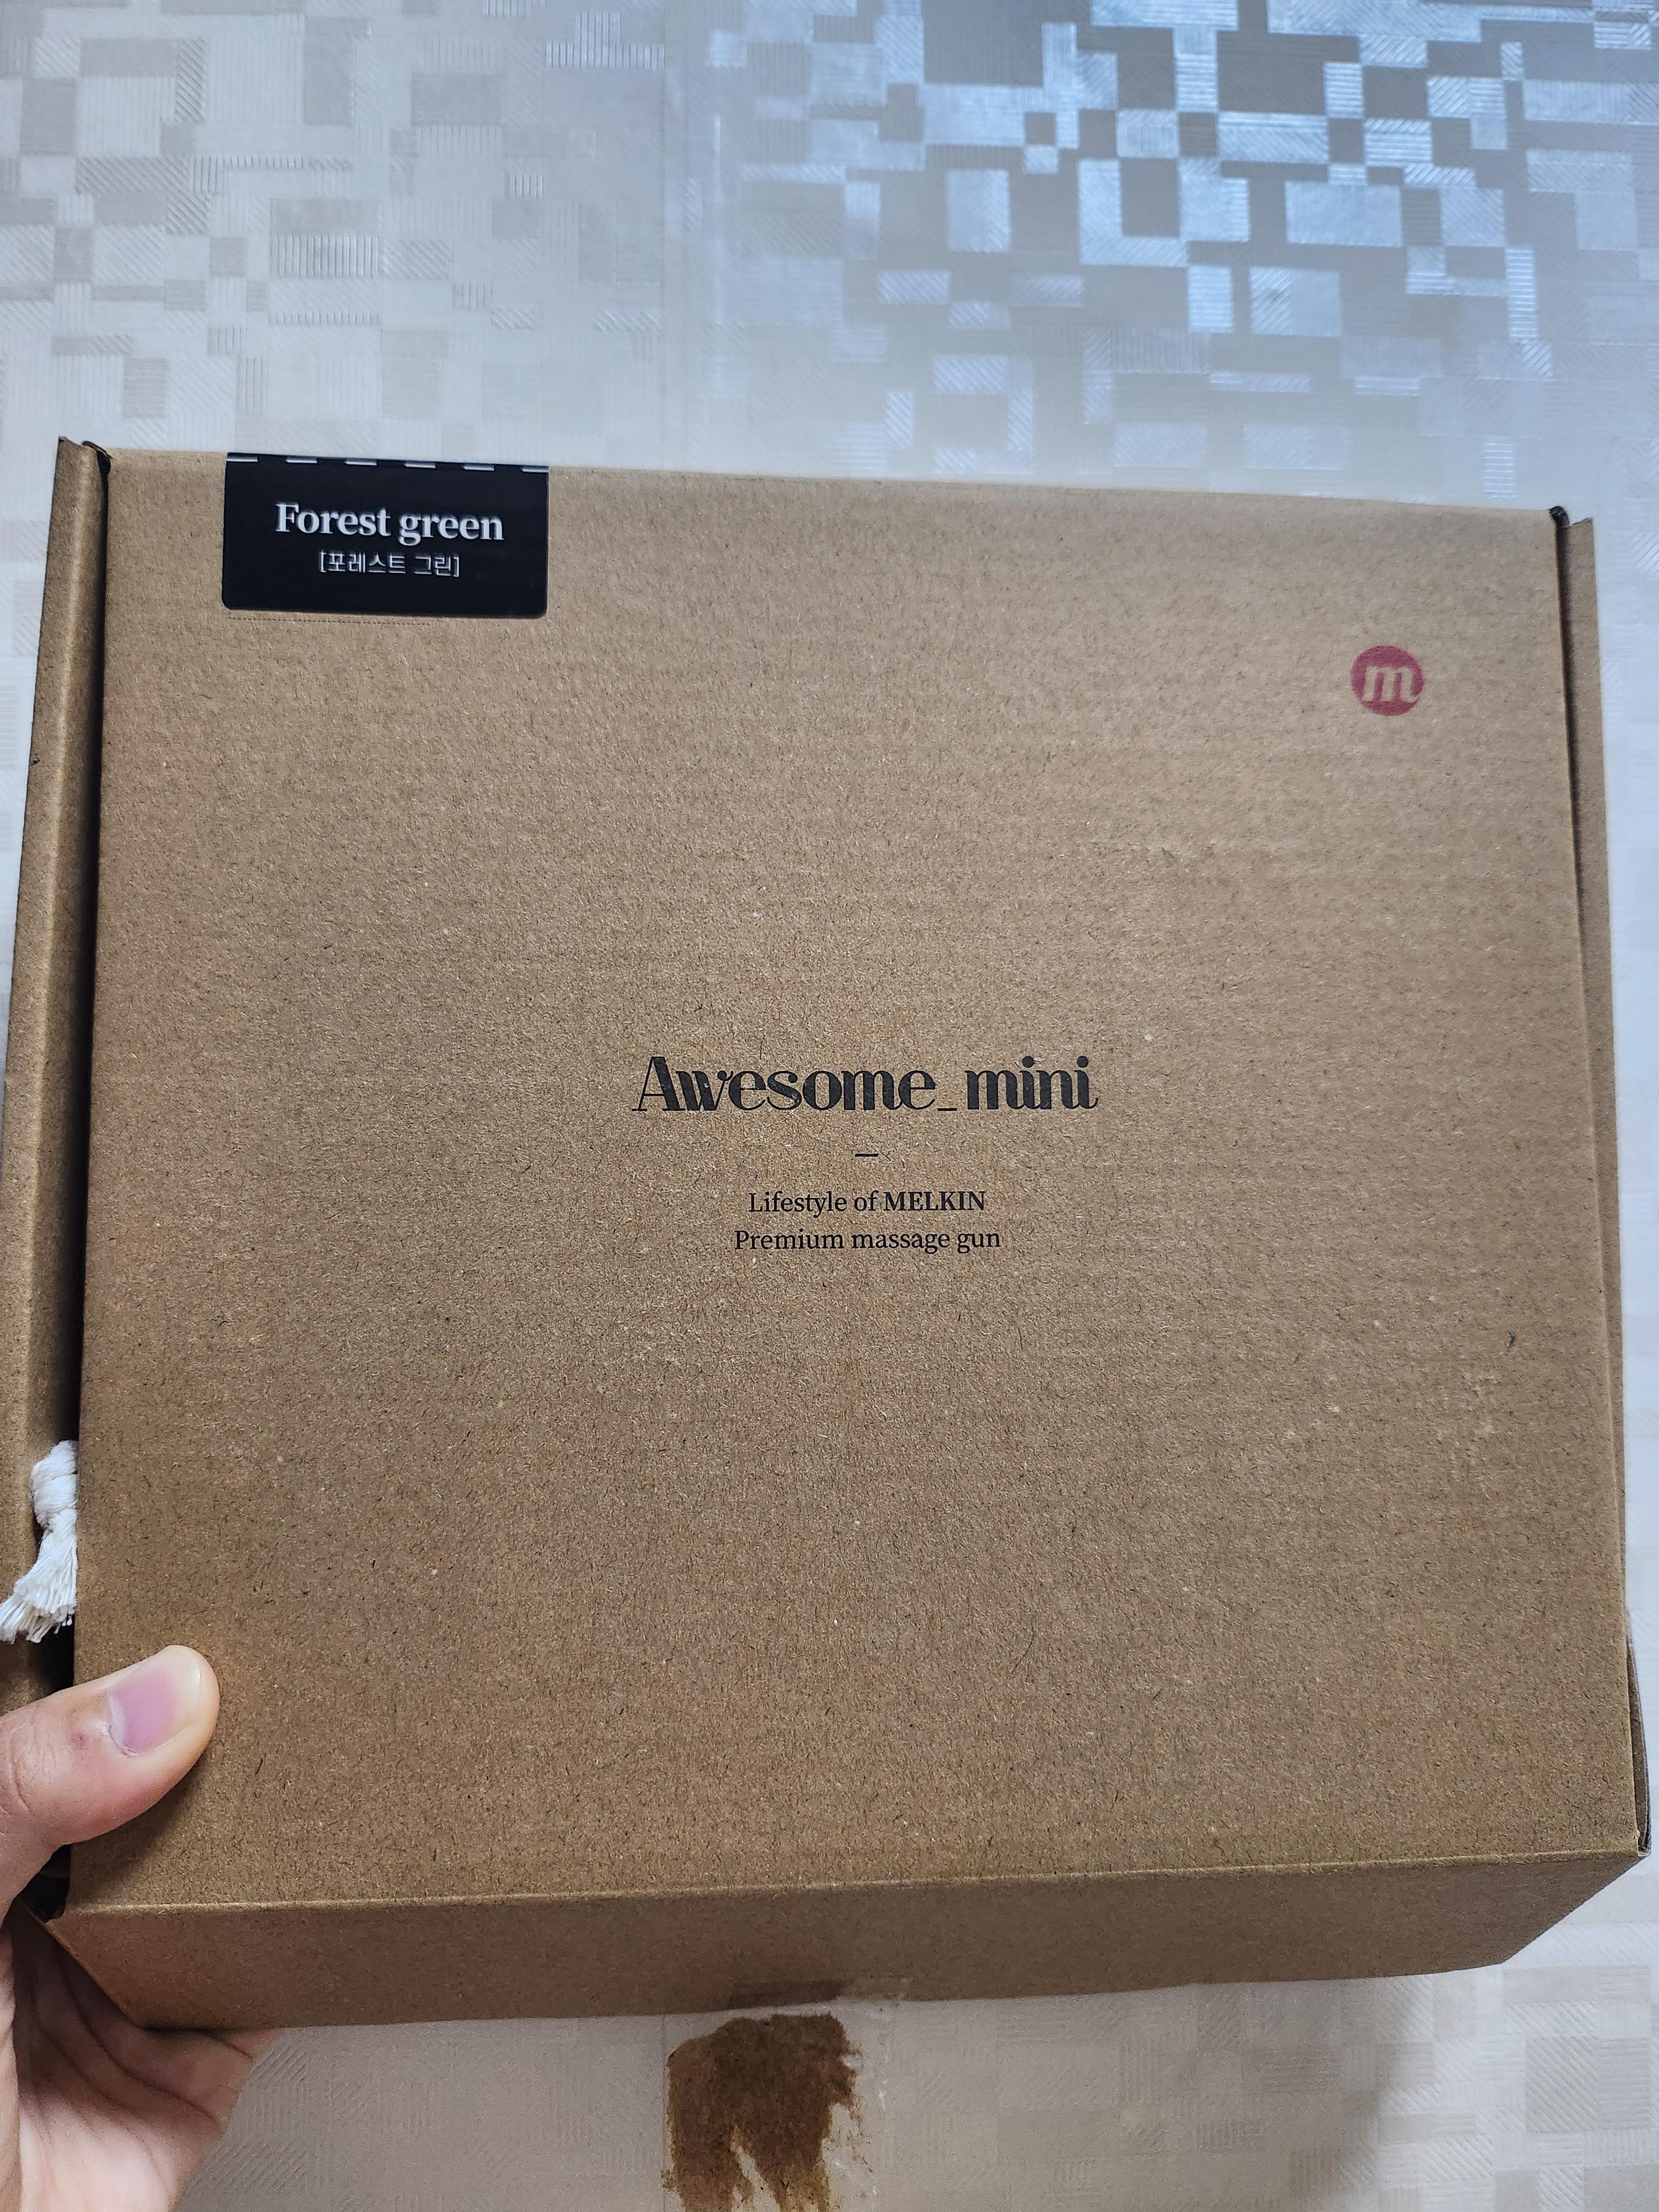 Forest green
[포레스트 그린]
m
Awesome_mini
Lifestyle of MELKIN
Premium massage gun